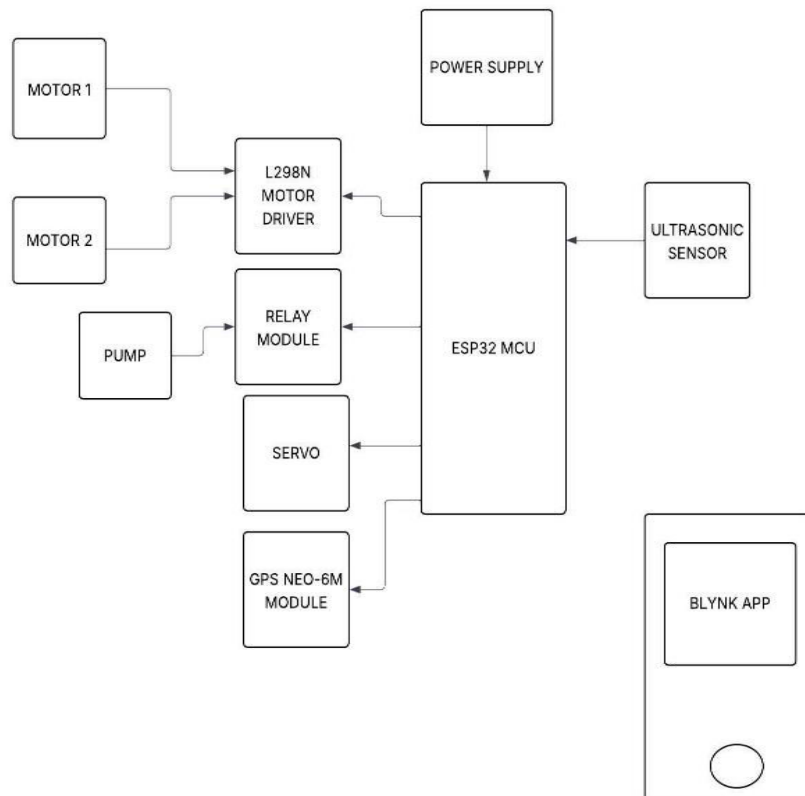 POWER SUPPLY
MOTOR 1
L298N
MOTOR
DRIVER
MOTOR 2
ULTRASONIC
SENSOR
RELAY
MODULE
PUMP
ESP32 MCU
SERVO
GPS NEO-6M
MODULE
BLYNK APP